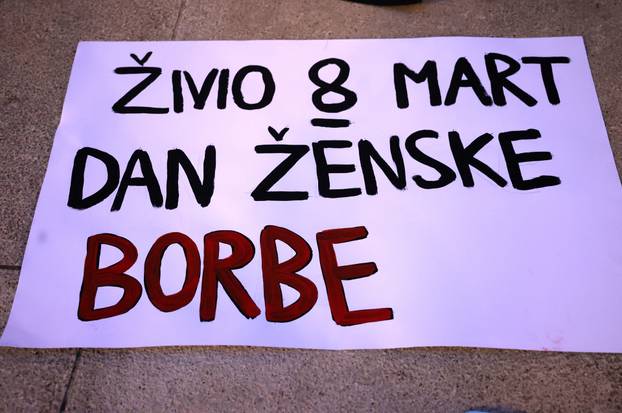 ŽIVIO 8 MART
DAN ŽENSKE
BORBE